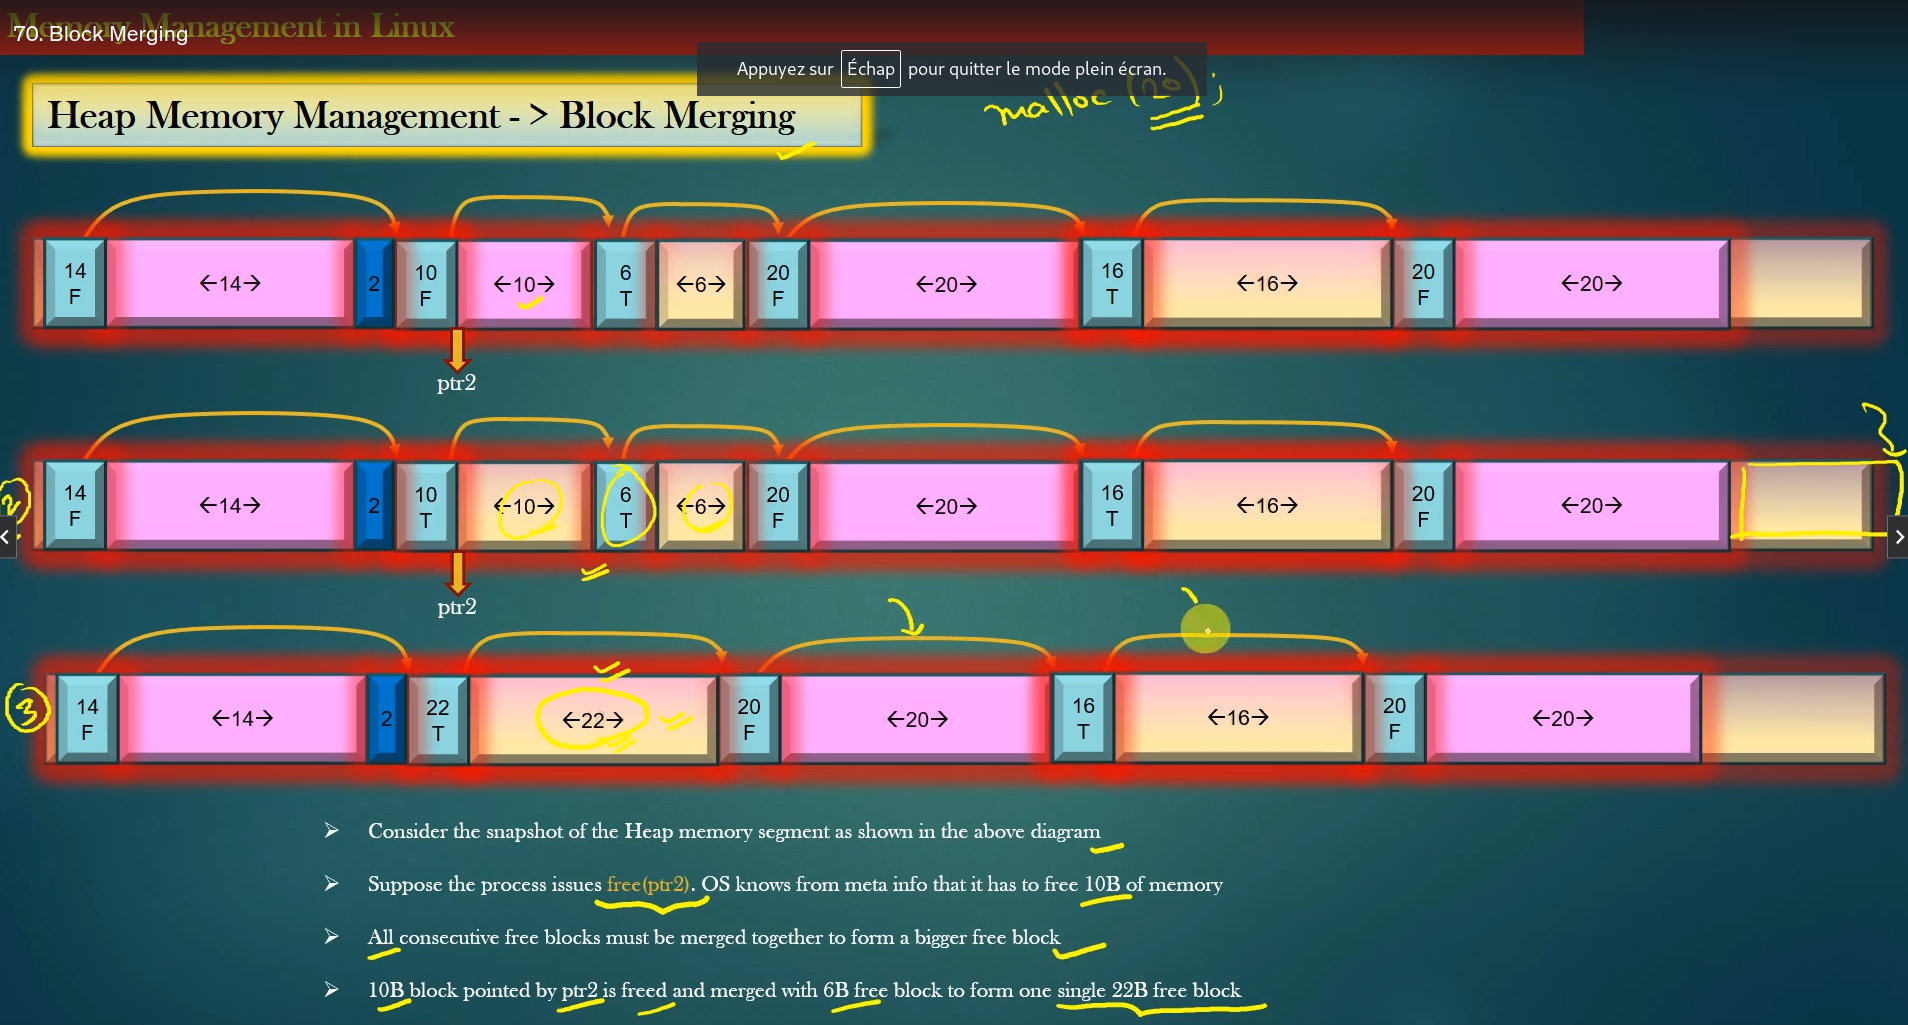 Memory Management in Linux
70. Block Merging
Appuyez sur Échap pour quitter le mode plein écran.
malloc (20);
Heap Memory Management - > Block Merging
14 F ←14→ 2 10 F ←10→ 6 T ←6→ 20 F ←20→ 16 T ←16→ 20 F ←20→
ptr2
2
14 F ←14→ 2 10 T ←10→ 6 T ←6→ 20 F ←20→ 16 T ←16→ 20 F ←20→
ptr2
3
14 F ←14→ 2 22 T ←22→ 20 F ←20→ 16 T ←16→ 20 F ←20→
➢ Consider the snapshot of the Heap memory segment as shown in the above diagram
➢ Suppose the process issues free(ptr2). OS knows from meta info that it has to free 10B of memory
➢ All consecutive free blocks must be merged together to form a bigger free block
➢ 10B block pointed by ptr2 is freed and merged with 6B free block to form one single 22B free block